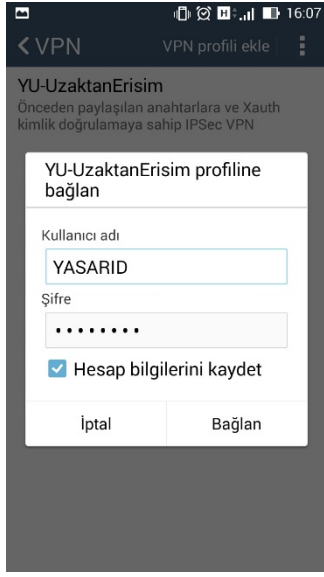 16:07
VPN
VPN profili ekle
YU-UzaktanErisim
Önceden paylaşılan anahtarlara ve Xauth
kimlik doğrulamaya sahip IPSec VPN
YU-UzaktanErisim profiline
bağlan
Kullanıcı adı
YASARID
Şifre
Hesap bilgilerini kaydet
İptal
Bağlan